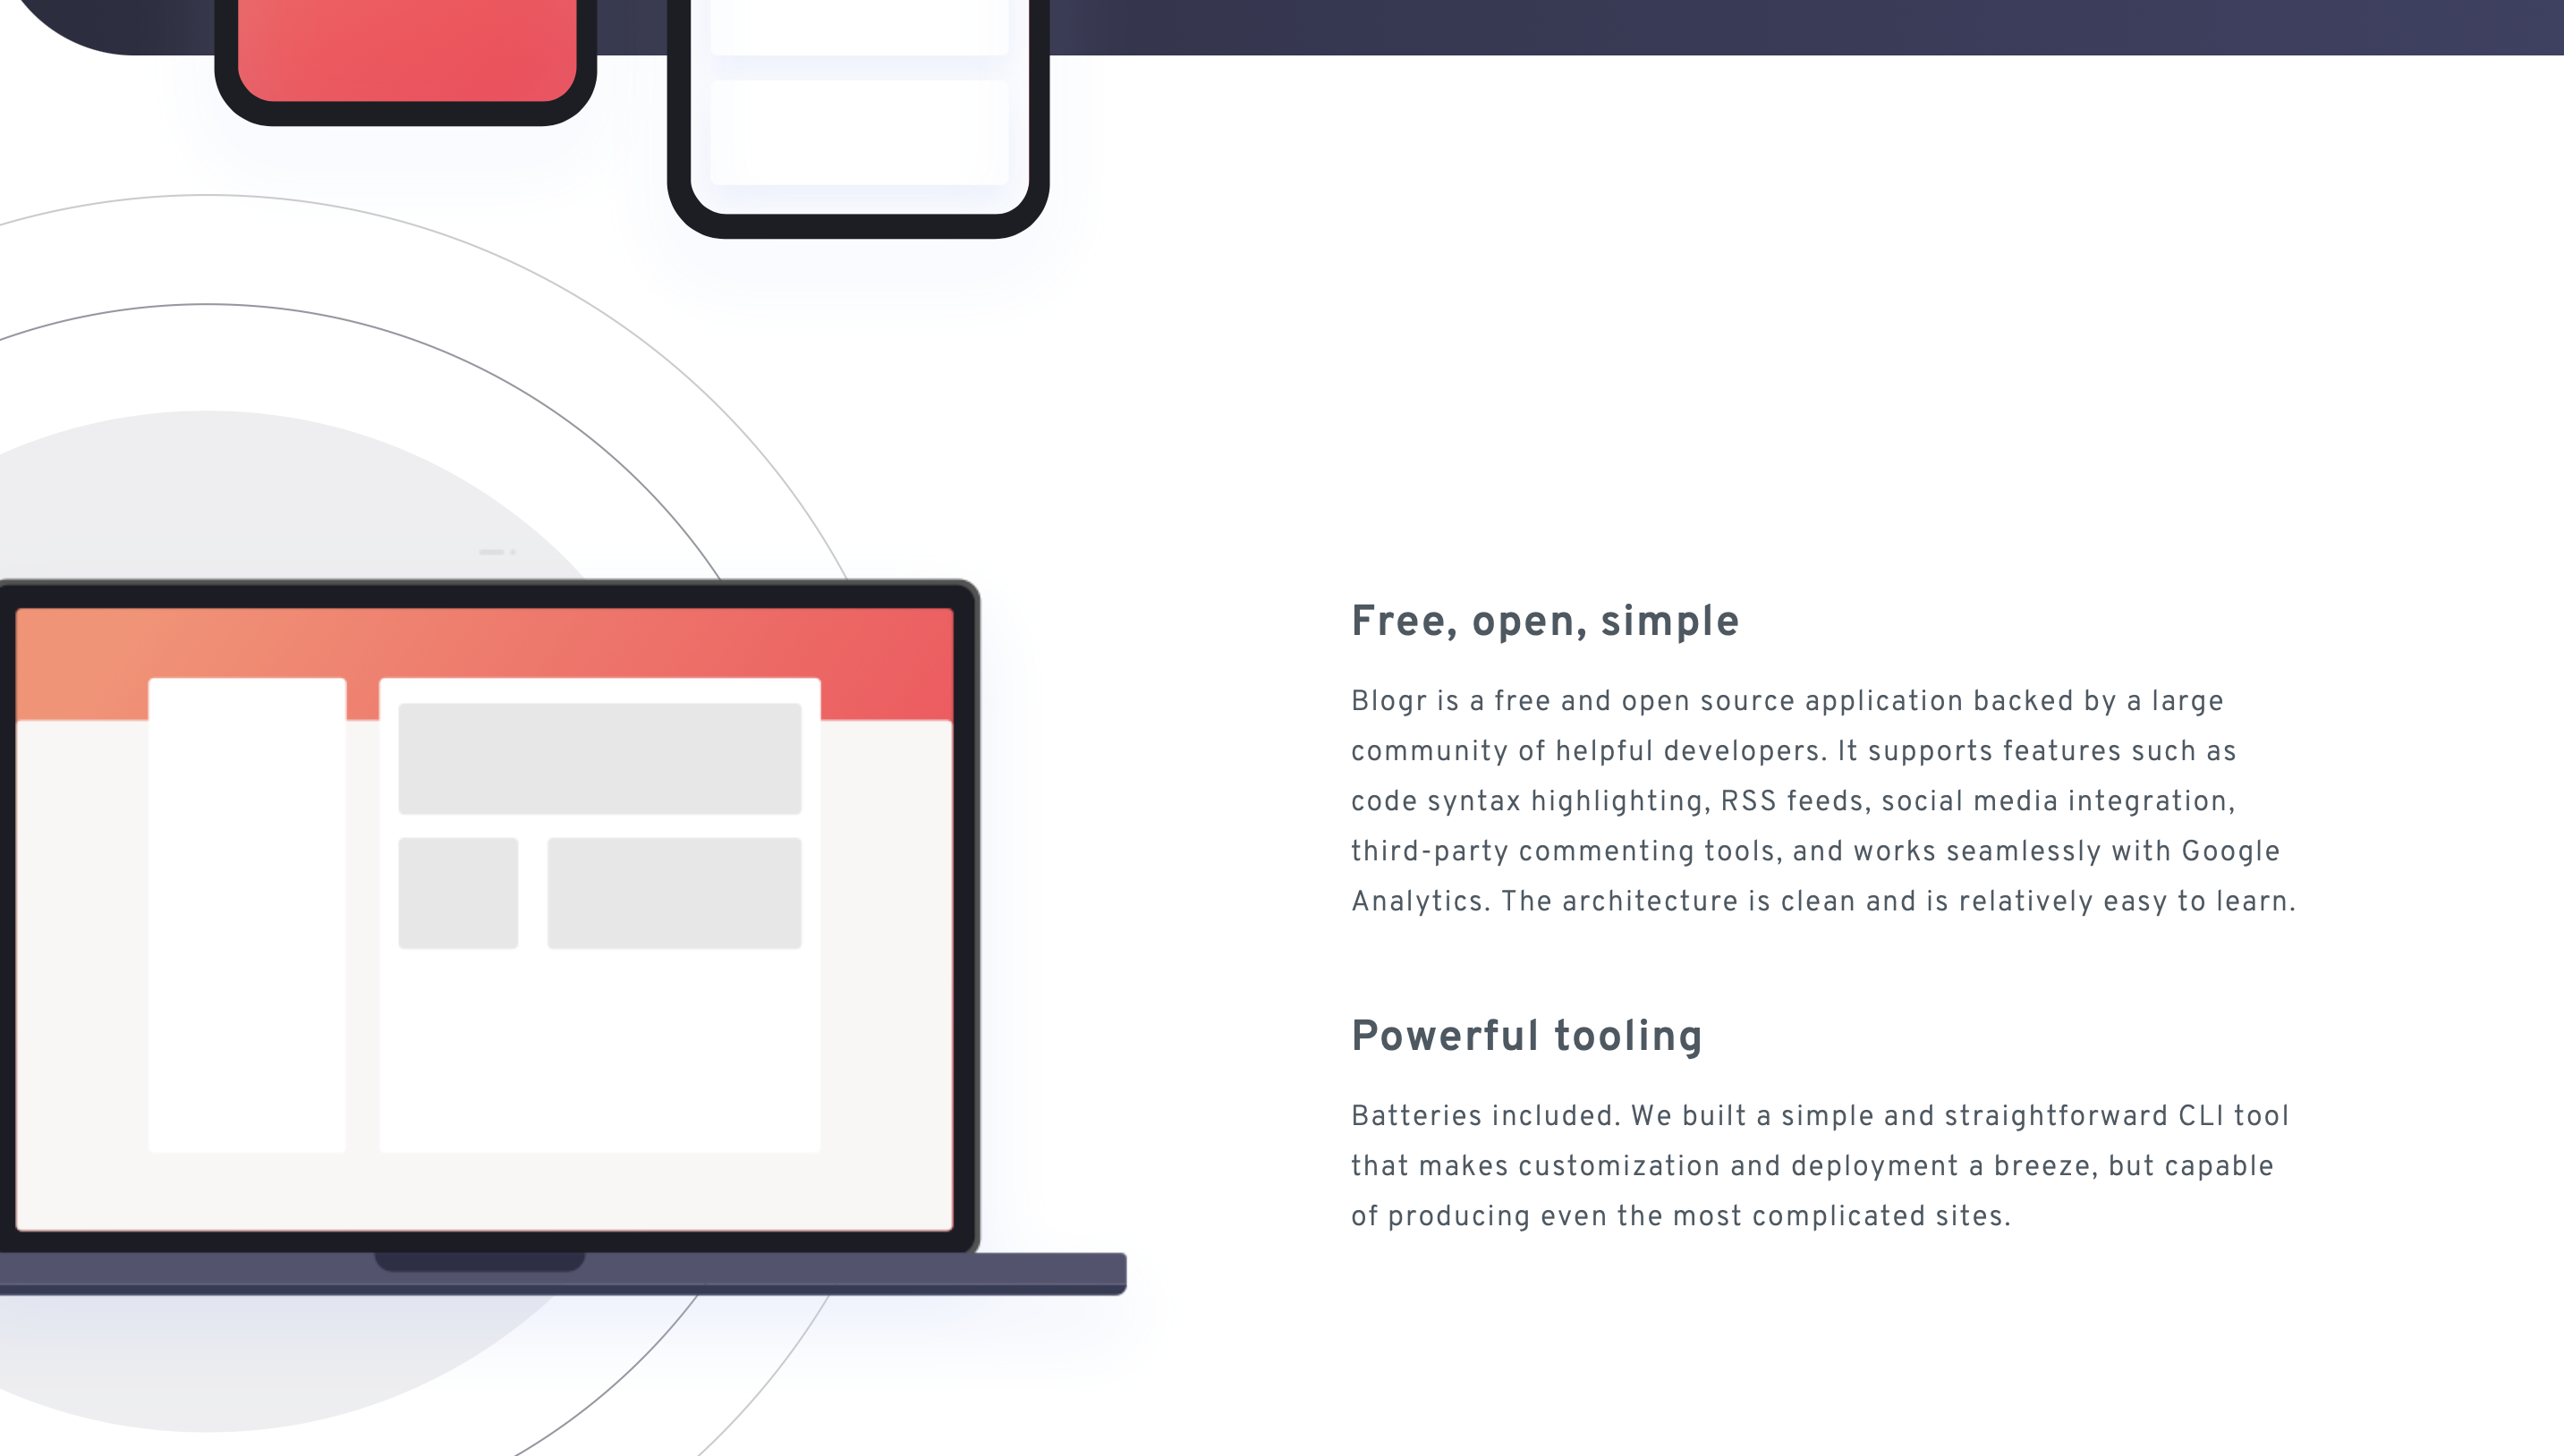 Free, open, simple
Blogr is a free and open source application backed by a large
community of helpful developers. It supports features such as
code syntax highlighting, RSS feeds, social media integration,
third-party commenting tools, and works seamlessly with Google
Analytics. The architecture is clean and is relatively easy to learn.
Powerful tooling
Batteries included. We built a simple and straightforward CLI tool
that makes customization and deployment a breeze, but capable
of producing even the most complicated sites.